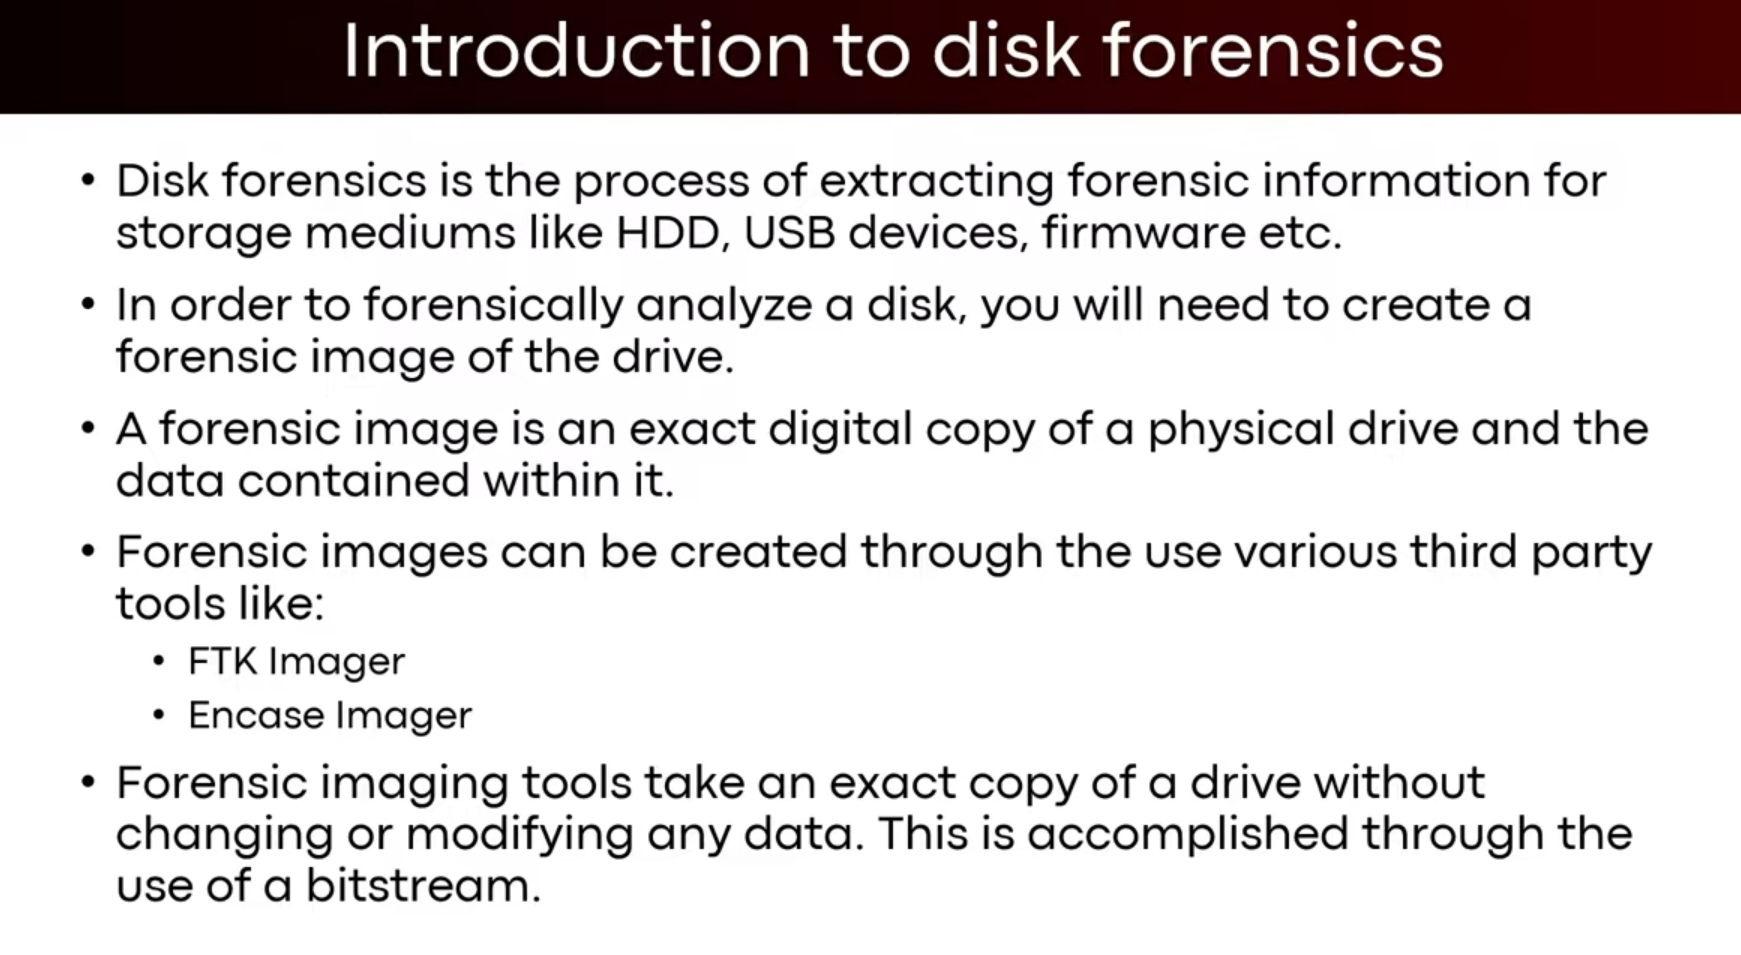 Introduction to disk forensics
• Disk forensics is the process of extracting forensic information for
storage mediums like HDD, USB devices, firmware etc.
• In order to forensically analyze a disk, you will need to create a
forensic image of the drive.
• A forensic image is an exact digital copy of a physical drive and the
data contained within it.
• Forensic images can be created through the use various third party
tools like:
• FTK Imager
• Encase Imager
• Forensic imaging tools take an exact copy of a drive without
changing or modifying any data. This is accomplished through the
use of a bitstream.